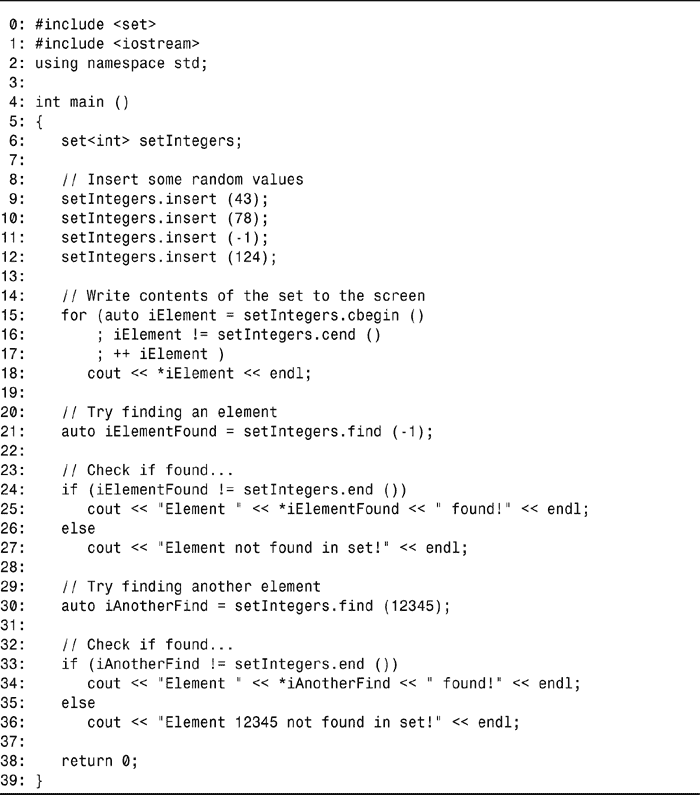 0: #include <set>
1: #include <iostream>
2: using namespace std;
3:
4: int main ()
5: {
6:    set<int> setIntegers;
7:
8:    // Insert some random values
9:    setIntegers.insert (43);
10:    setIntegers.insert (78);
11:    setIntegers.insert (-1);
12:    setIntegers.insert (124);
13:
14:    // Write contents of the set to the screen
15:    for (auto iElement = setIntegers.cbegin ()
16:        ; iElement != setIntegers.cend ()
17:        ; ++ iElement )
18:       cout << *iElement << endl;
19:
20:    // Try finding an element
21:    auto iElementFound = setIntegers.find (-1);
22:
23:    // Check if found...
24:    if (iElementFound != setIntegers.end ())
25:       cout << "Element " << *iElementFound << " found!" << endl;
26:    else
27:       cout << "Element not found in set!" << endl;
28:
29:    // Try finding another element
30:    auto iAnotherFind = setIntegers.find (12345);
31:
32:    // Check if found...
33:    if (iAnotherFind != setIntegers.end ())
34:       cout << "Element " << *iAnotherFind << " found!" << endl;
35:    else
36:       cout << "Element 12345 not found in set!" << endl;
37:
38:    return 0;
39: }